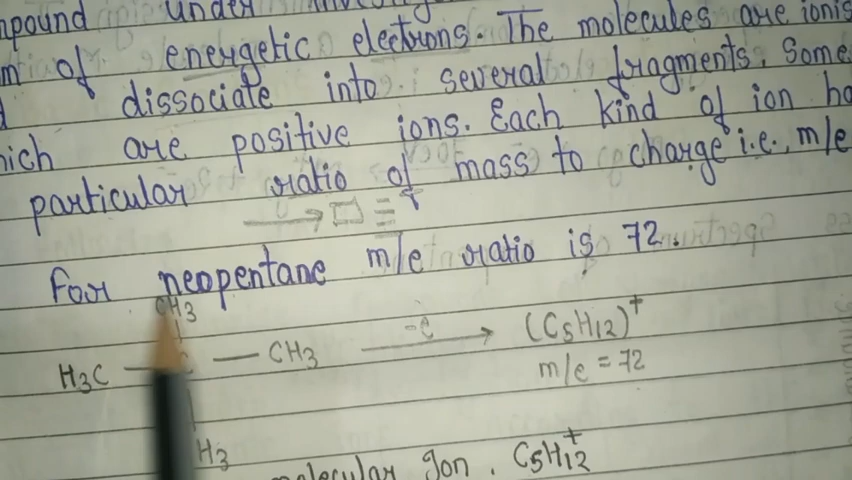 under
of energetic electrons. The molecules are ionis
dissociate into several fragments. Some
hich are positive ions. Each kind of ion ha
particular ratio of mass to charge i.e., m/e
For neopentane m/e ratio is 72.
CH3
H3C — C — CH3 -e → (C5H12)+
m/e = 72
H3
molecular Ion. C5H12+